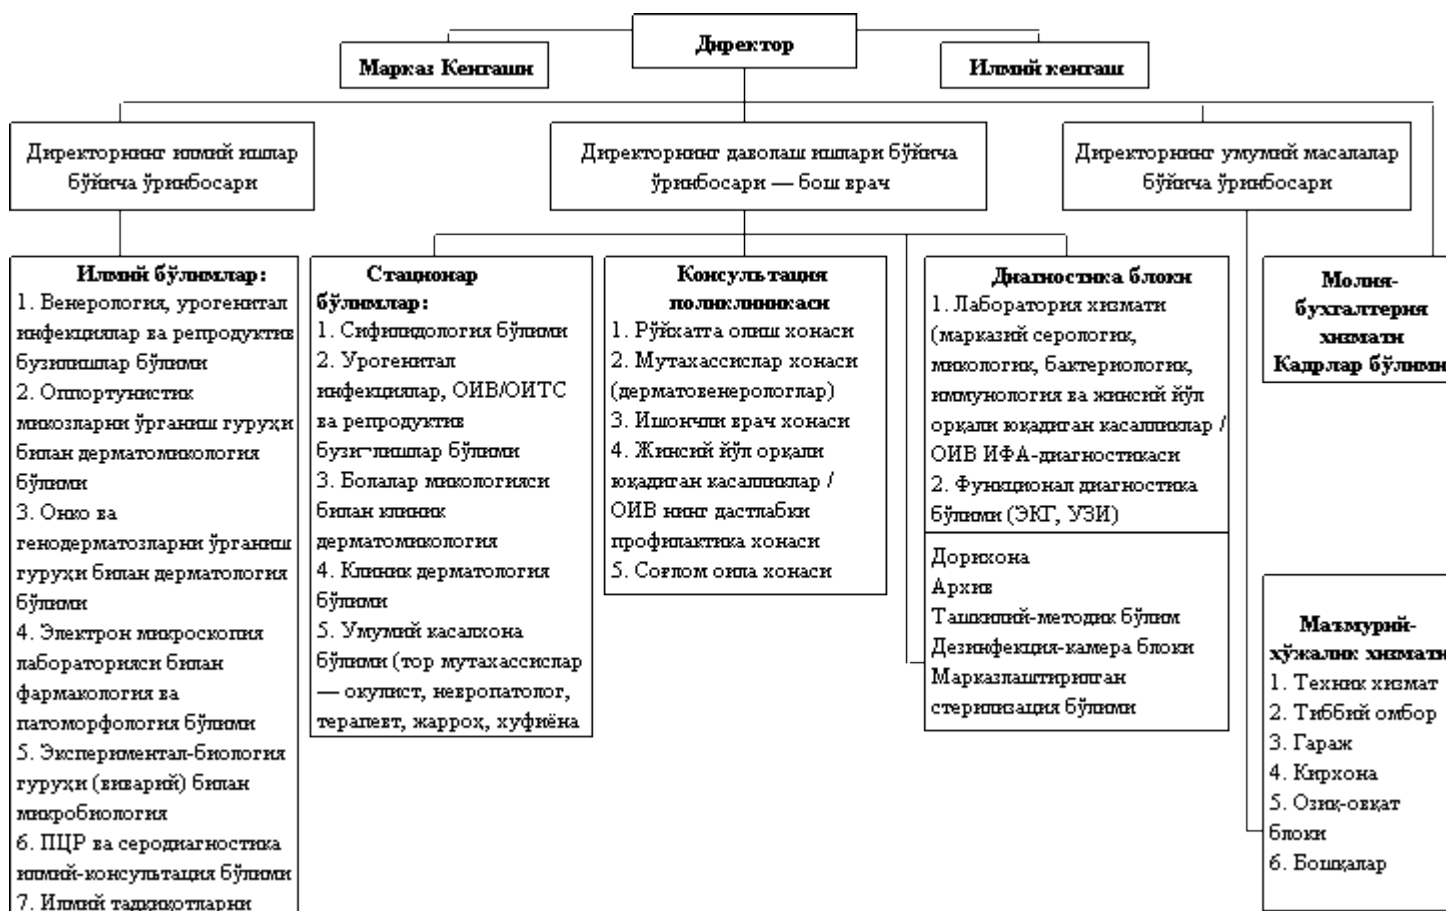 Директор
Марказ Кенгаши
Илмий кенгаш
Директорнинг илмий ишлар
бўйича ўринбосари
Директорнинг даволаш ишлари бўйича
ўринбосари — бош врач
Директорнинг умумий масалалар
бўйича ўринбосари
Илмий бўлимлар:
1. Венерология, урогенитал
инфекциялар ва репродуктив
бузилишлар бўлими
2. Оппортунистик
микозларни ўрганиш гуруҳи
билан дерматомикология
бўлими
3. Онко ва
генодерматозларни ўрганиш
гуруҳи билан дерматология
бўлими
4. Электрон микроскопия
лабораторияси билан
фармакология ва
патоморфология бўлими
5. Экспериментал-биология
гуруҳи (виварий) билан
микробиология
6. ПЦР ва серодиагностика
илмий-консультация бўлими
7. Илмий тадқиқотларни
Стационар
бўлимлар:
1. Сифилидология бўлими
2. Урогенитал
инфекциялар, ОИВ/ОИТС
ва репродуктив
бузи¬лишлар бўлими
3. Болалар микологияси
билан клиник
дерматомикология
4. Клиник дерматология
бўлими
5. Умумий касалхона
бўлими (тор мутахассислар
— окулист, невропатолог,
терапевт, жарроҳ, хуфиёна
Консультация
поликлиникаси
1. Рўйхатга олиш хонаси
2. Мутахассислар хонаси
(дерматовенерологлар)
3. Ишончли врач хонаси
4. Жинсий йўл орқали
юқадиган касалликлар /
ОИВ нинг дастлабки
профилактика хонаси
5. Соғлом оила хонаси
Диагностика блоки
1. Лаборатория хизмати
(марказий серологик,
микологик, бактериологик,
иммунология ва жинсий йўл
орқали юқадиган касалликлар /
ОИВ ИФА-диагностикаси
2. Функционал диагностика
бўлими (ЭКГ, УЗИ)
Дорихона
Архив
Ташкилий-методик бўлим
Дезинфекция-камера блоки
Марказлаштирилган
стерилизация бўлими
Молия-
бухгалтерия
хизмати
Кадрлар бўлими
Маъмурий-
хўжалик хизмати
1. Техник хизмат
2. Тиббий омбор
3. Гараж
4. Кирхона
5. Озиқ-овқат
блоки
6. Бошқалар